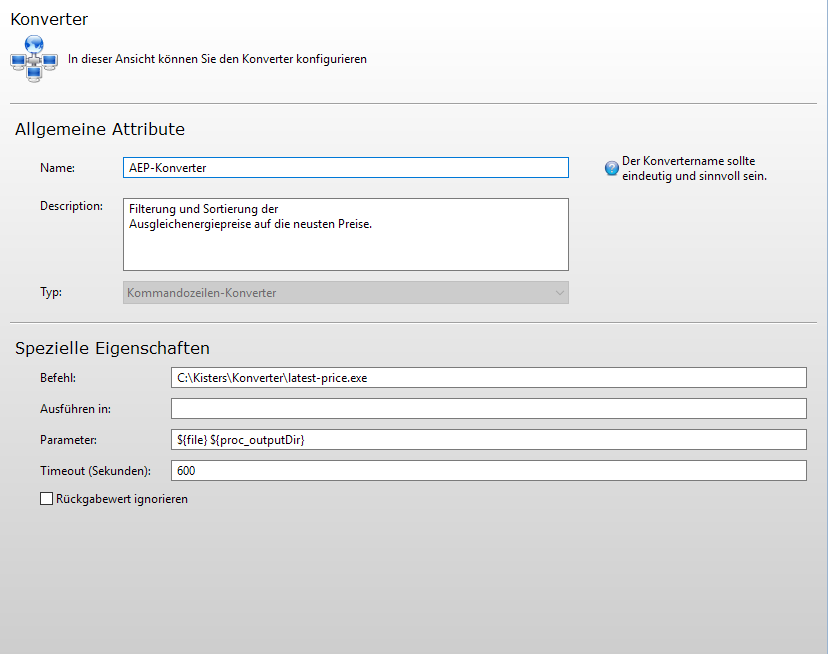 Konverter
In dieser Ansicht können Sie den Konverter konfigurieren
Allgemeine Attribute
Name:
AEP-Konverter
Der Konvertername sollte
eindeutig und sinnvoll sein.
Description:
Filterung und Sortierung der
Ausgleichenergiepreise auf die neusten Preise.
Typ:
Kommandozeilen-Konverter
Spezielle Eigenschaften
Befehl:
C:\Kisters\Konverter\latest-price.exe
Ausführen in:
Parameter:
${file} ${proc_outputDir}
Timeout (Sekunden):
600
Rückgabewert ignorieren